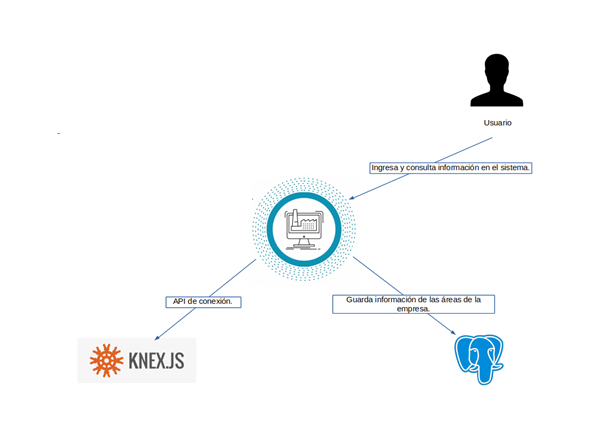 Usuario
Ingresa y consulta información en el sistema.
API de conexión.
Guarda información de las áreas de la
empresa.
KNEX.JS